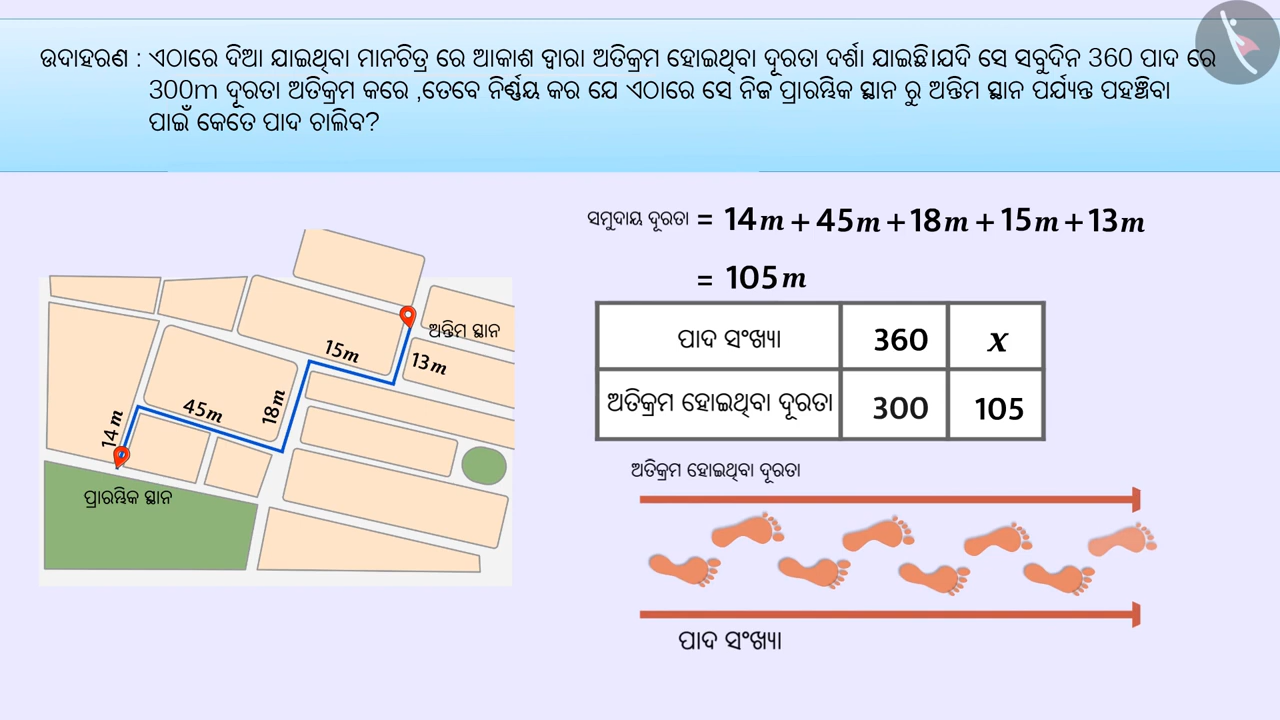 ଉଦାହରଣ : ଏଠାରେ ଦିଆ ଯାଇଥିବା ମାନଚିତ୍ର ରେ ଆକାଶ ଦ୍ୱାରା ଅତିକ୍ରମ ହୋଇଥିବା ଦୂରତା ଦର୍ଶା ଯାଇଛି।ଯଦି ସେ ସବୁଦିନ 360 ପାଦ ରେ
300m ଦୂରତା ଅତିକ୍ରମ କରେ ,ତେବେ ନିର୍ଣ୍ଣୟ କର ଯେ ଏଠାରେ ସେ ନିଜ ପ୍ରାରମ୍ଭିକ ସ୍ଥାନ ରୁ ଅନ୍ତିମ ସ୍ଥାନ ପର୍ଯ୍ୟନ୍ତ ପହଞ୍ଚିବା
ପାଇଁ କେତେ ପାଦ ଚାଲିବ?
ସମୁଦାୟ ଦୂରତା = 14m + 45m + 18m + 15m + 13m
= 105m
ପାଦ ସଂଖ୍ୟା 360 x
ଅତିକ୍ରମ ହୋଇଥିବା ଦୂରତା 300 105
ଅନ୍ତିମ ସ୍ଥାନ
15m
13m
45m
18m
14m
ପ୍ରାରମ୍ଭିକ ସ୍ଥାନ
ଅତିକ୍ରମ ହୋଇଥିବା ଦୂରତା
ପାଦ ସଂଖ୍ୟା